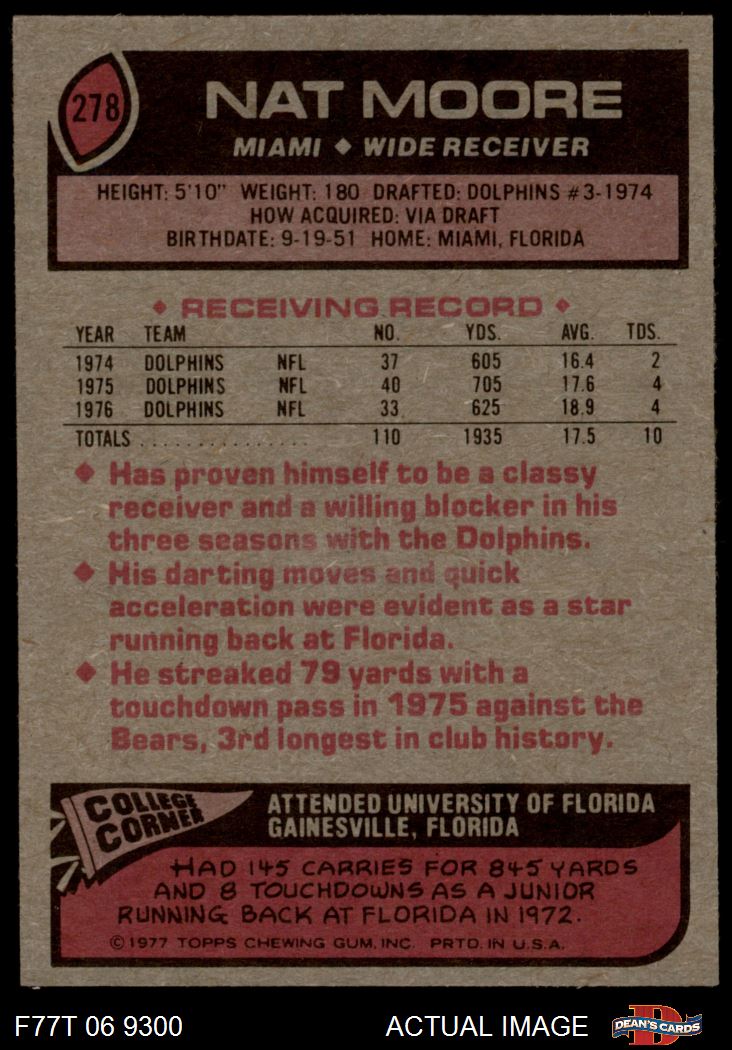 278
NAT MOORE
MIAMI ◆ WIDE RECEIVER
HEIGHT: 5'10" WEIGHT: 180 DRAFTED: DOLPHINS #3-1974
HOW ACQUIRED: VIA DRAFT
BIRTHDATE: 9-19-51 HOME: MIAMI, FLORIDA
◆ RECEIVING RECORD ◆
YEAR TEAM NO. YDS. AVG. TDS.
1974 DOLPHINS NFL 37 605 16.4 2
1975 DOLPHINS NFL 40 705 17.6 4
1976 DOLPHINS NFL 33 625 18.9 4
TOTALS . . . . . . . . . . . . . . . 110 1935 17.5 10
◆ Has proven himself to be a classy
receiver and a willing blocker in his
three seasons with the Dolphins.
◆ His darting moves and quick
acceleration were evident as a star
running back at Florida.
◆ He streaked 79 yards with a
touchdown pass in 1975 against the
Bears, 3rd longest in club history.
COLLEGE
CORNER
ATTENDED UNIVERSITY OF FLORIDA
GAINESVILLE, FLORIDA
HAD 145 CARRIES FOR 845 YARDS
AND 8 TOUCHDOWNS AS A JUNIOR
RUNNING BACK AT FLORIDA IN 1972.
© 1977 TOPPS CHEWING GUM, INC. PRTD. IN U.S.A.
F77T 06 9300 ACTUAL IMAGE D DEAN'S CARDS